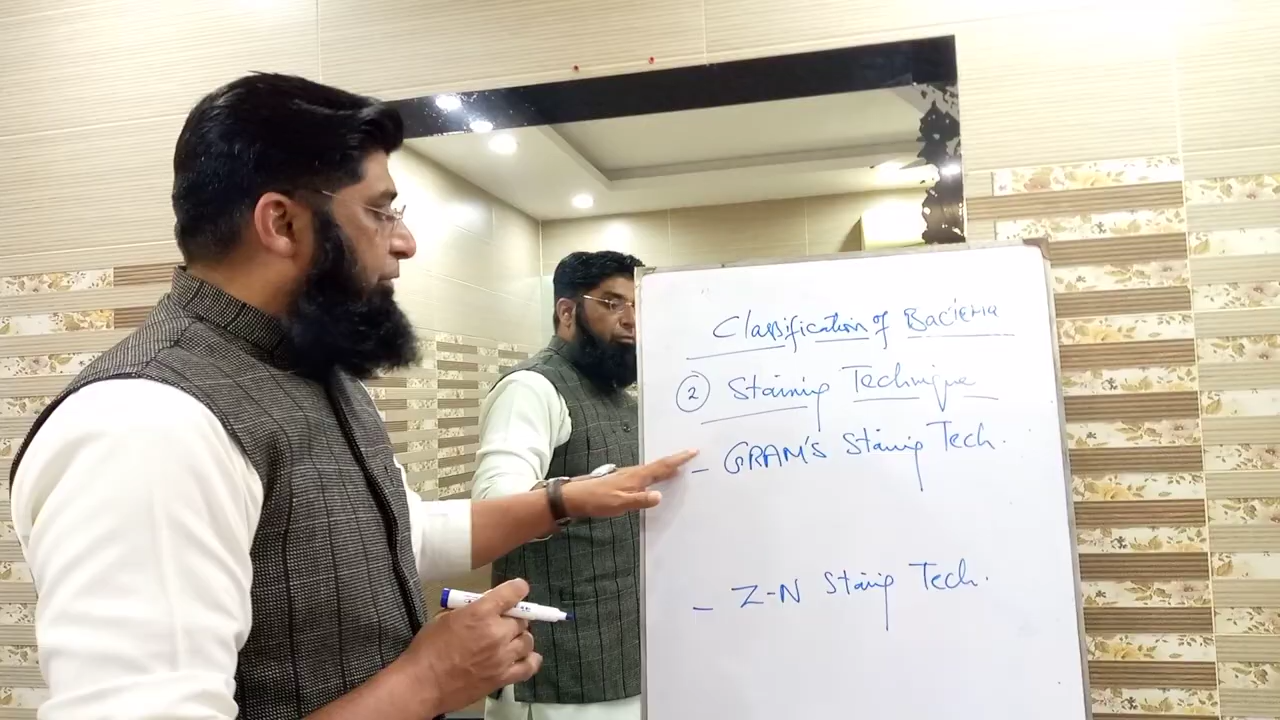 Classification of Bacteria
② Staining Technique
- GRAM'S Staining Tech.
- Z-N Staining Tech.